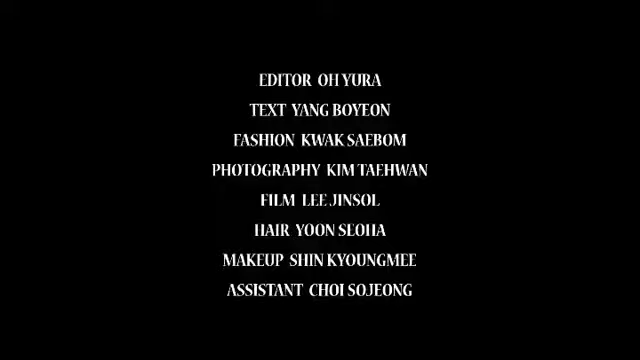 EDITOR OH YURA
TEXT YANG BOYEON
FASHION KWAK SAEBOM
PHOTOGRAPHY KIM TAEHWAN
FILM LEE JINSOL
HAIR YOON SEOHA
MAKEUP SHIN KYOUNGMEE
ASSISTANT CHOI SOJEONG